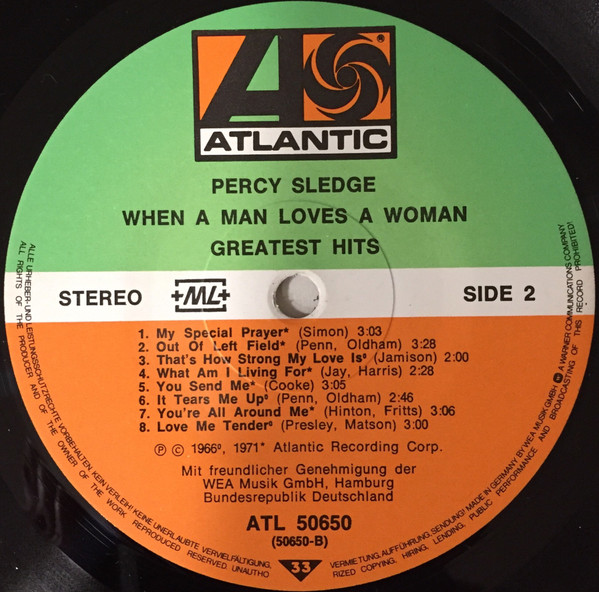 ATLANTIC
®
PERCY SLEDGE
WHEN A MAN LOVES A WOMAN
GREATEST HITS
STEREO +ML+ SIDE 2
1. My Special Prayer* (Simon) 3:03
2. Out Of Left Field* (Penn, Oldham) 3:28
3. That's How Strong My Love Is° (Jamison) 2:00
4. What Am I Living For* (Jay, Harris) 2:28
5. You Send Me* (Cooke) 3:05
6. It Tears Me Up° (Penn, Oldham) 2:46
7. You're All Around Me* (Hinton, Fritts) 3:06
8. Love Me Tender° (Presley, Matson) 3:00
Ⓟ © 1966°, 1971* Atlantic Recording Corp.
Mit freundlicher Genehmigung der
WEA Musik GmbH, Hamburg
Bundesrepublik Deutschland
ATL 50650
(50650-B)
33
ALLE URHEBER- UND LEISTUNGSSCHUTZRECHTE VORBEHALTEN. KEIN VERLEIH! KEINE UNERLAUBTE VERVIELFÄLTIGUNG, VERMIETUNG, AUFFÜHRUNG, SENDUNG! MADE IN GERMANY BY WEA MUSIK GMBH. A WARNER COMMUNICATIONS COMPANY
ALL RIGHTS OF THE PRODUCER AND OF THE OWNER OF THE WORK REPRODUCED RESERVED. UNAUTHORIZED COPYING, HIRING, LENDING, PUBLIC PERFORMANCE AND BROADCASTING OF THIS RECORD PROHIBITED!